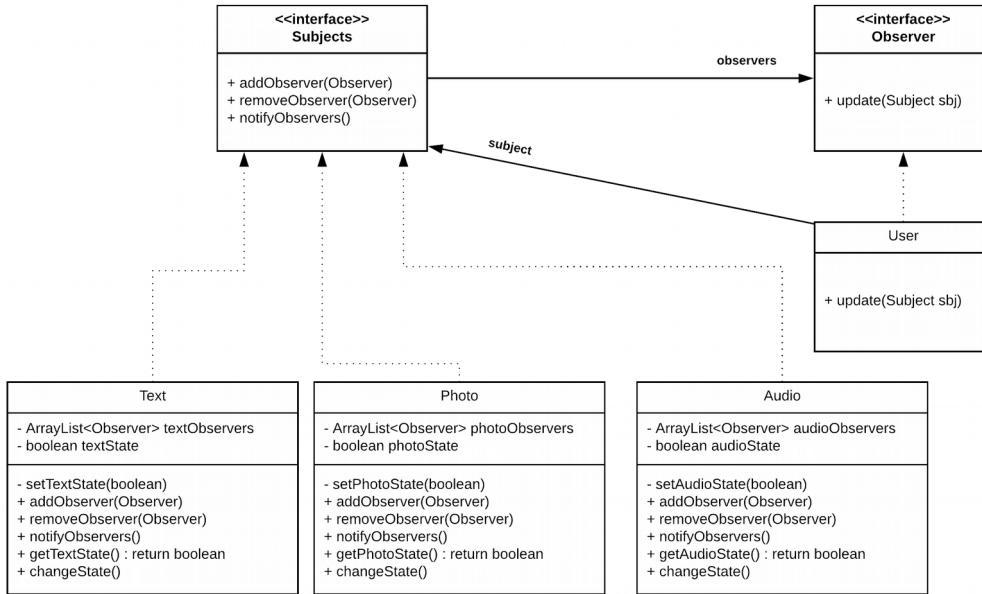 <<interface>>
Subjects
+ addObserver(Observer)
+ removeObserver(Observer)
+ notifyObservers()
observers
<<interface>>
Observer
+ update(Subject sbj)
subject
User
+ update(Subject sbj)
Text
- ArrayList<Observer> textObservers
- boolean textState
- setTextState(boolean)
+ addObserver(Observer)
+ removeObserver(Observer)
+ notifyObservers()
+ getTextState() : return boolean
+ changeState()
Photo
- ArrayList<Observer> photoObservers
- boolean photoState
- setPhotoState(boolean)
+ addObserver(Observer)
+ removeObserver(Observer)
+ notifyObservers()
+ getPhotoState() : return boolean
+ changeState()
Audio
- ArrayList<Observer> audioObservers
- boolean audioState
- setAudioState(boolean)
+ addObserver(Observer)
+ removeObserver(Observer)
+ notifyObservers()
+ getAudioState() : return boolean
+ changeState()